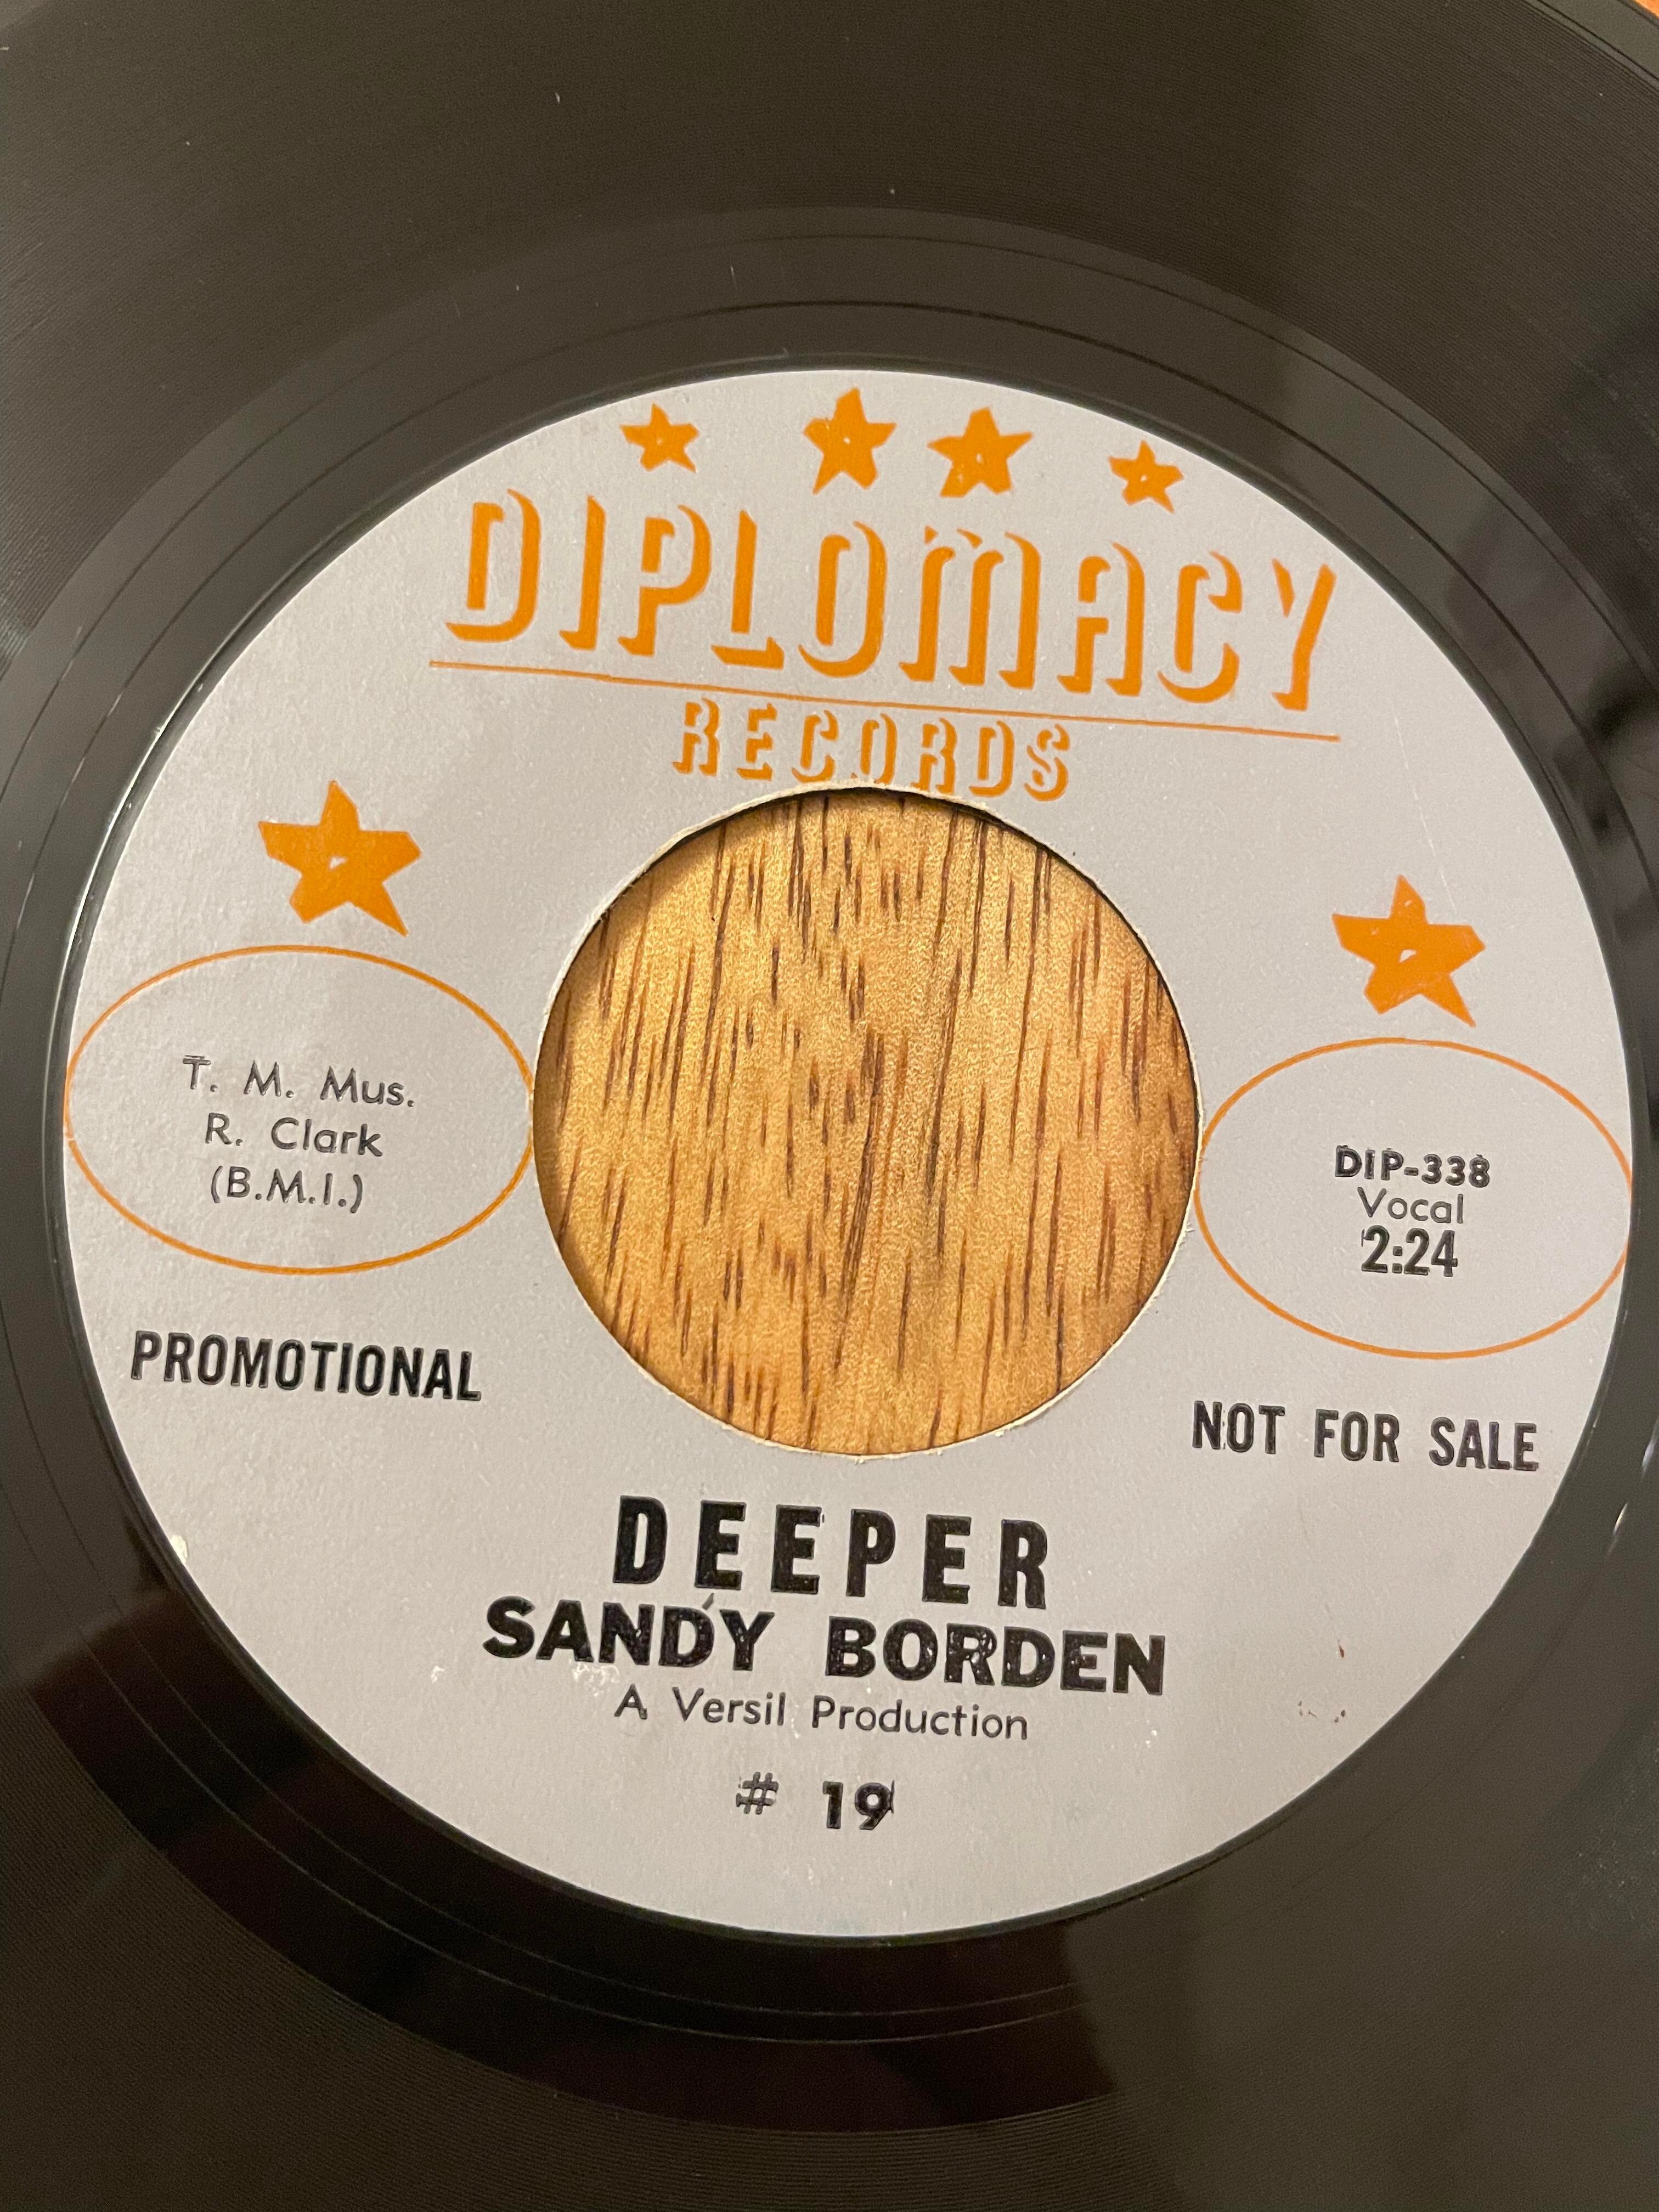 DIPLOMACY
RECORDS
T. M. Mus.
R. Clark
(B.M.I.)
DIP-338
Vocal
2:24
PROMOTIONAL
NOT FOR SALE
DEEPER
SANDY BORDEN
A Versil Production
# 19